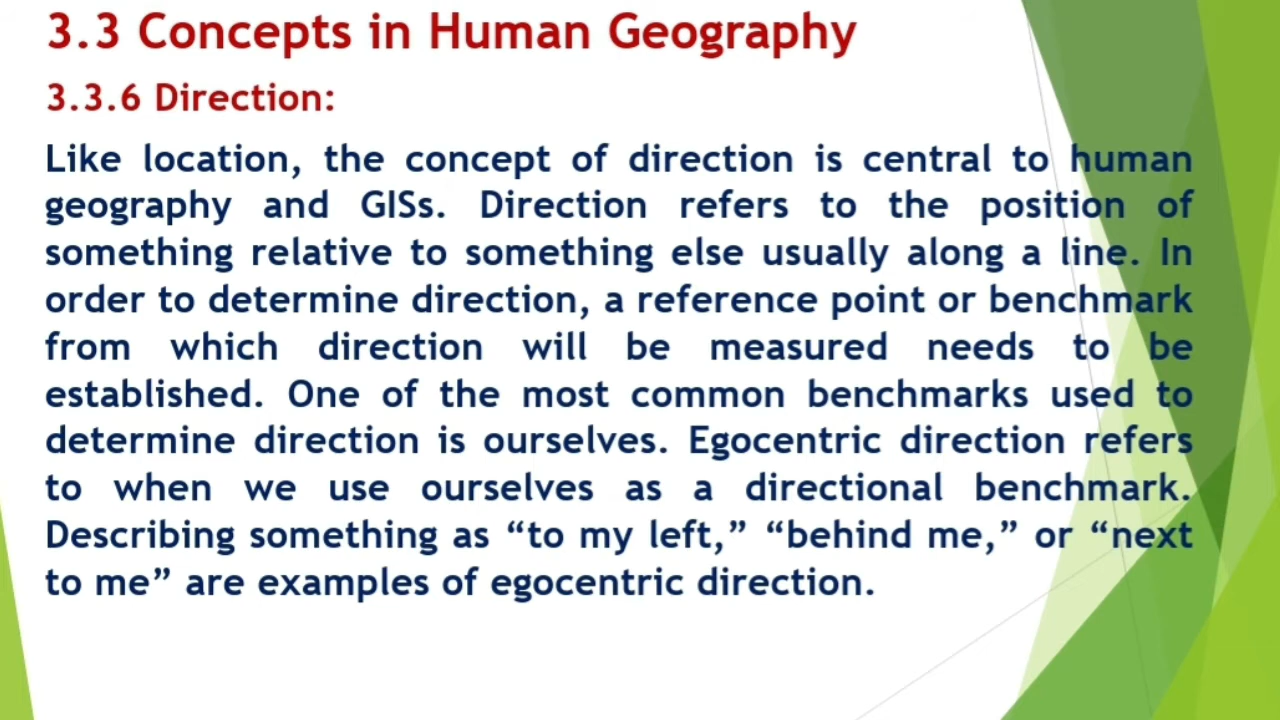 3.3 Concepts in Human Geography
3.3.6 Direction:
Like location, the concept of direction is central to human
geography and GISs. Direction refers to the position of
something relative to something else usually along a line. In
order to determine direction, a reference point or benchmark
from which direction will be measured needs to be
established. One of the most common benchmarks used to
determine direction is ourselves. Egocentric direction refers
to when we use ourselves as a directional benchmark.
Describing something as “to my left,” “behind me,” or “next
to me” are examples of egocentric direction.